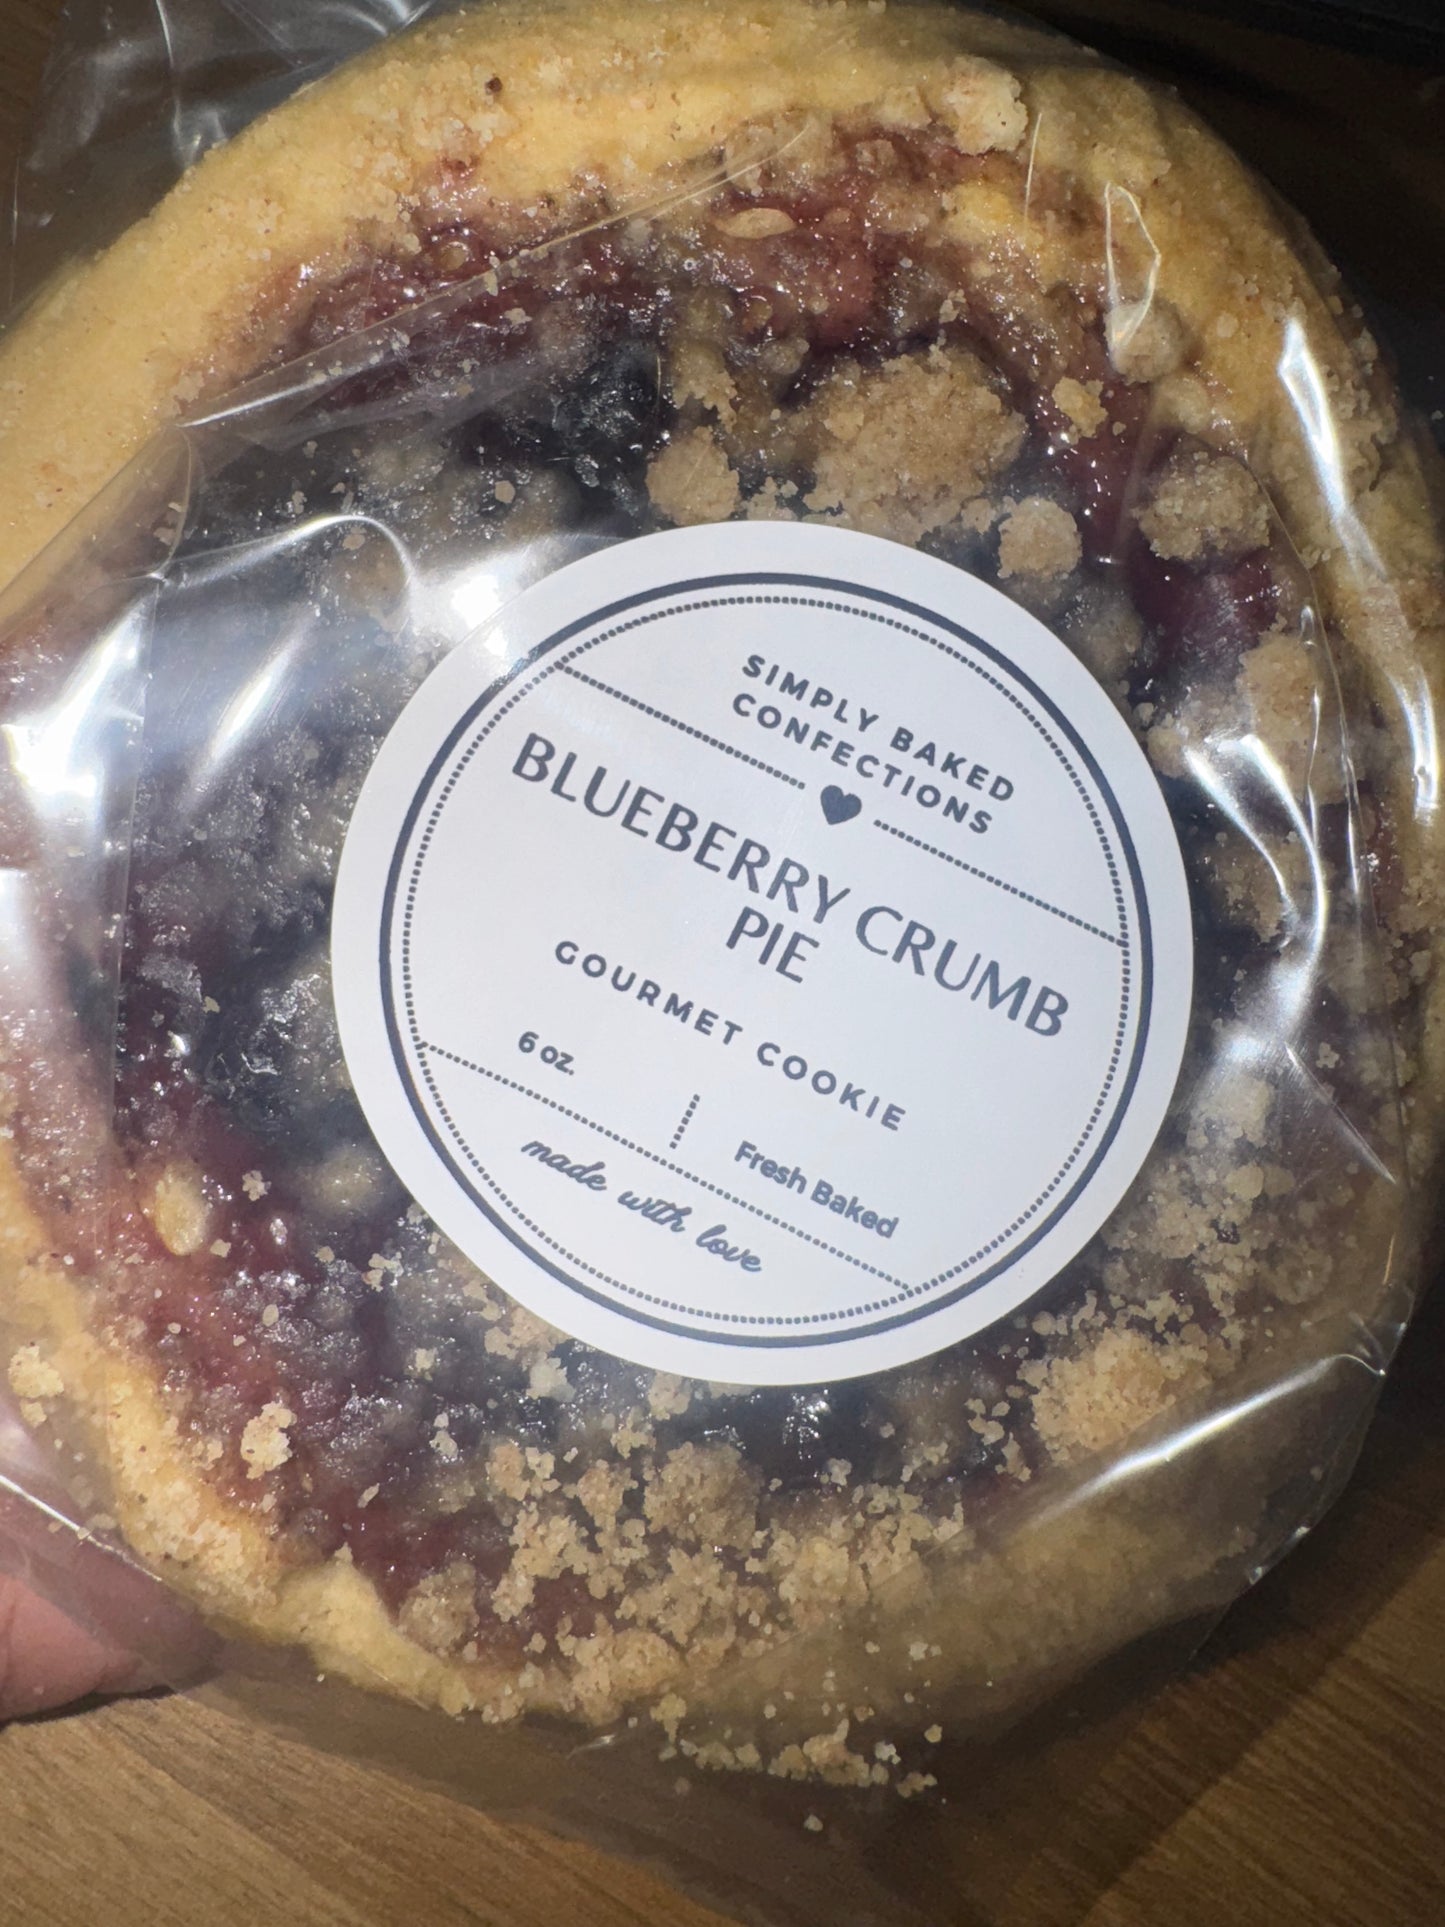 SIMPLY BAKED
CONFECTIONS
BLUEBERRY CRUMB
PIE
GOURMET COOKIE
6 oz.
Fresh Baked
made with love